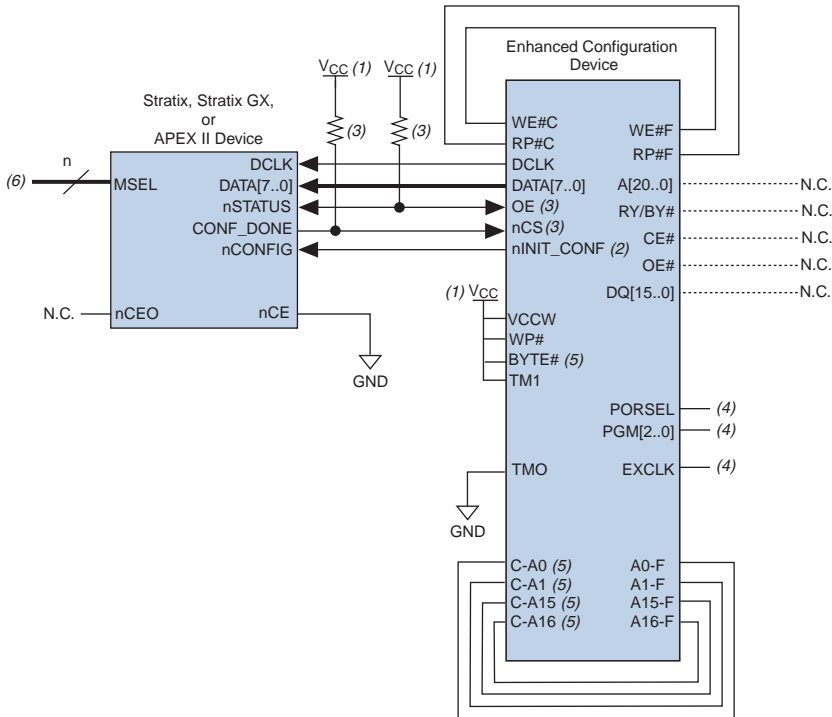 Enhanced Configuration
Device
VCC (1)
VCC (1)
Stratix, Stratix GX,
or
APEX II Device
(3)
(3)
n
(6)
MSEL
DCLK
DATA[7..0]
nSTATUS
CONF_DONE
nCONFIG
N.C.
nCEO
nCE
GND
WE#C
RP#C
DCLK
DATA[7..0]
OE (3)
nCS (3)
nINIT_CONF (2)
(1) VCC
VCCW
WP#
BYTE# (5)
TM1
TMO
GND
C-A0 (5)
C-A1 (5)
C-A15 (5)
C-A16 (5)
WE#F
RP#F
A[20..0]
N.C.
RY/BY#
N.C.
CE#
N.C.
OE#
N.C.
DQ[15..0]
N.C.
PORSEL
(4)
PGM[2..0]
(4)
EXCLK
(4)
A0-F
A1-F
A15-F
A16-F